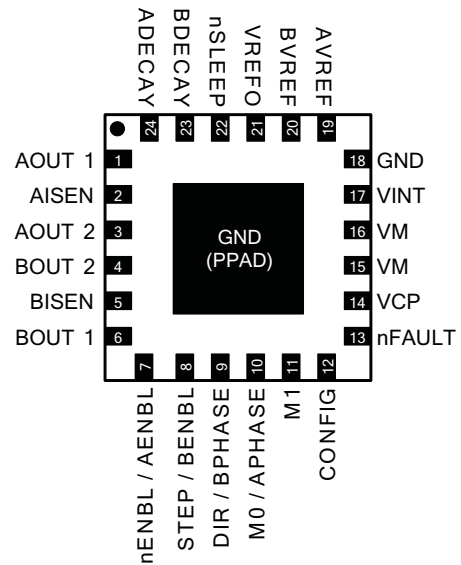 ADECAY
BDECAY
nSLEEP
VREFO
BVREF
AVREF
24
23
22
21
20
19
AOUT 1
1
18
GND
AISEN
2
17
VINT
AOUT 2
3
16
VM
GND
(PPAD)
BOUT 2
4
15
VM
BISEN
5
14
VCP
BOUT 1
6
13
nFAULT
7
8
9
10
11
12
nENBL / AENBL
STEP / BENBL
DIR / BPHASE
M0 / APHASE
M1
CONFIG